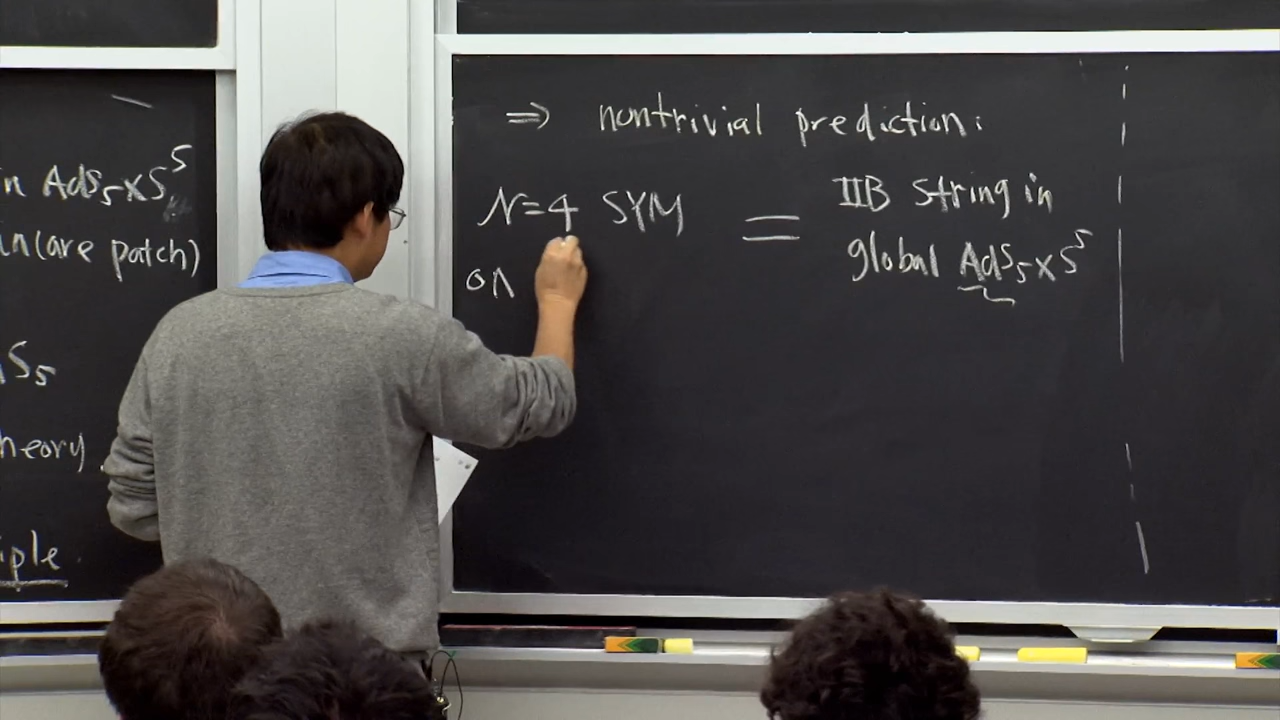 n AdS₅×S⁵
in(are patch)
S₅
heory
iple
⇒ nontrivial prediction:
N=4 SYM = IIB String in
on global AdS₅×S⁵